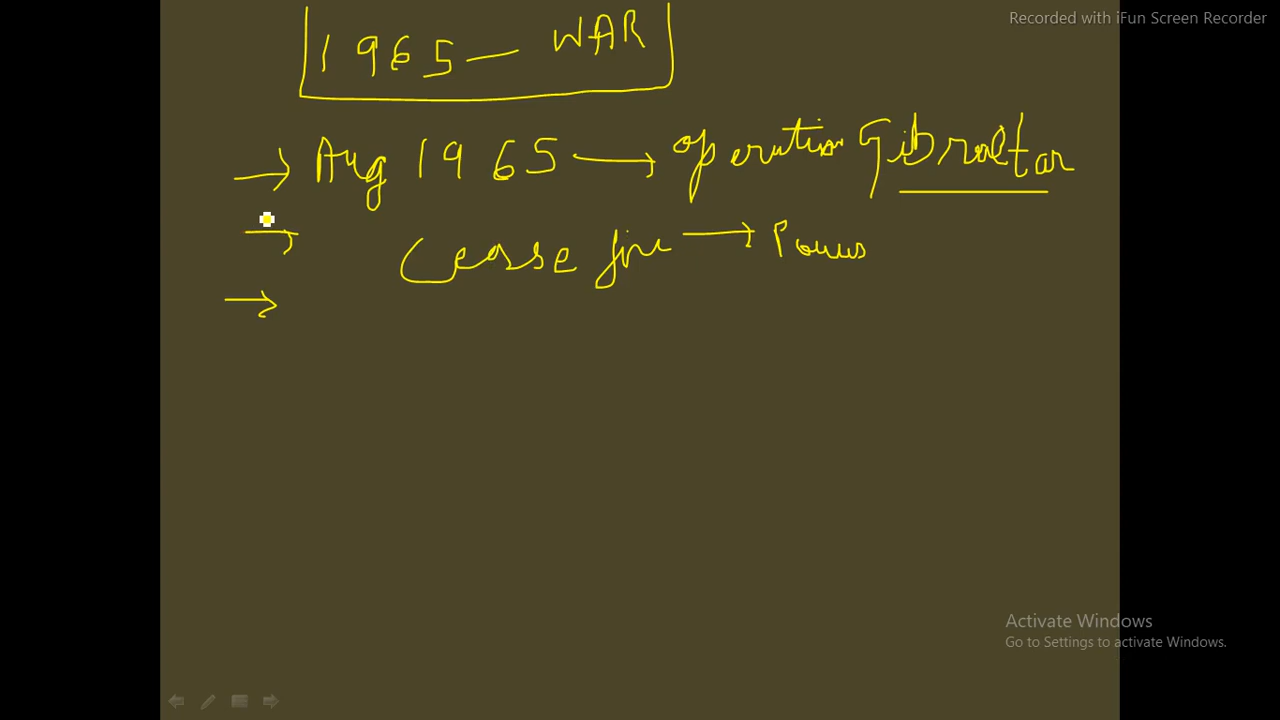 Recorded with iFun Screen Recorder
1965 — WAR
→ Aug 1965 → operation Gibraltar
→ Cease fire → Powers
→
Activate Windows
Go to Settings to activate Windows.